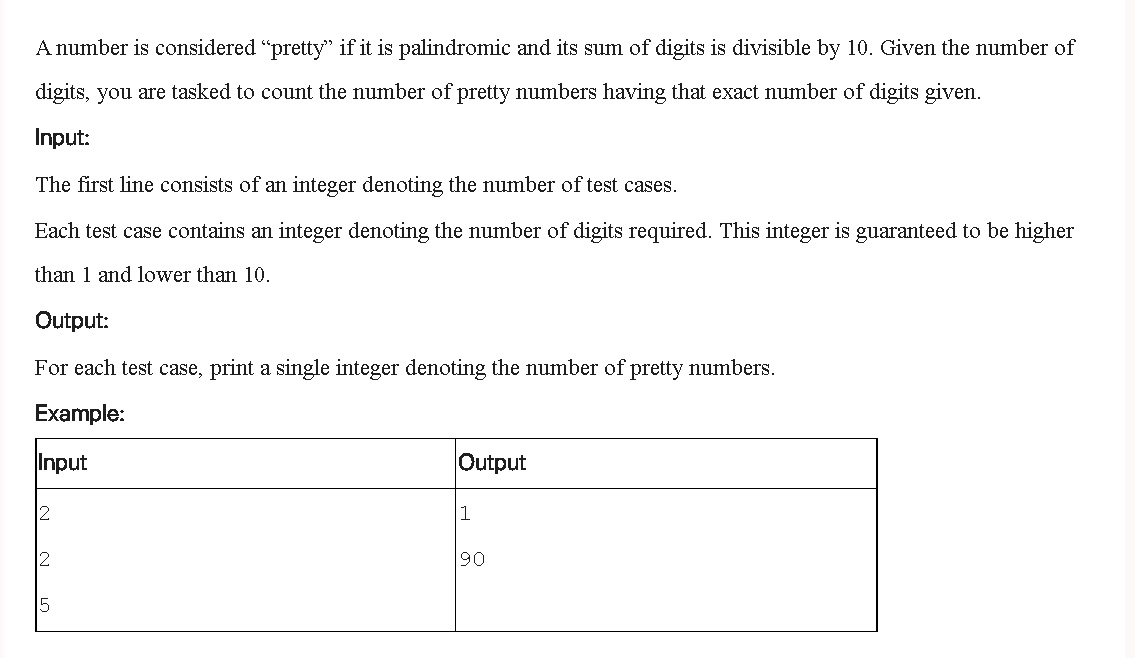 A number is considered “pretty” if it is palindromic and its sum of digits is divisible by 10. Given the number of
digits, you are tasked to count the number of pretty numbers having that exact number of digits given.
Input:
The first line consists of an integer denoting the number of test cases.
Each test case contains an integer denoting the number of digits required. This integer is guaranteed to be higher
than 1 and lower than 10.
Output:
For each test case, print a single integer denoting the number of pretty numbers.
Example:
Input Output
2 1
2 90
5